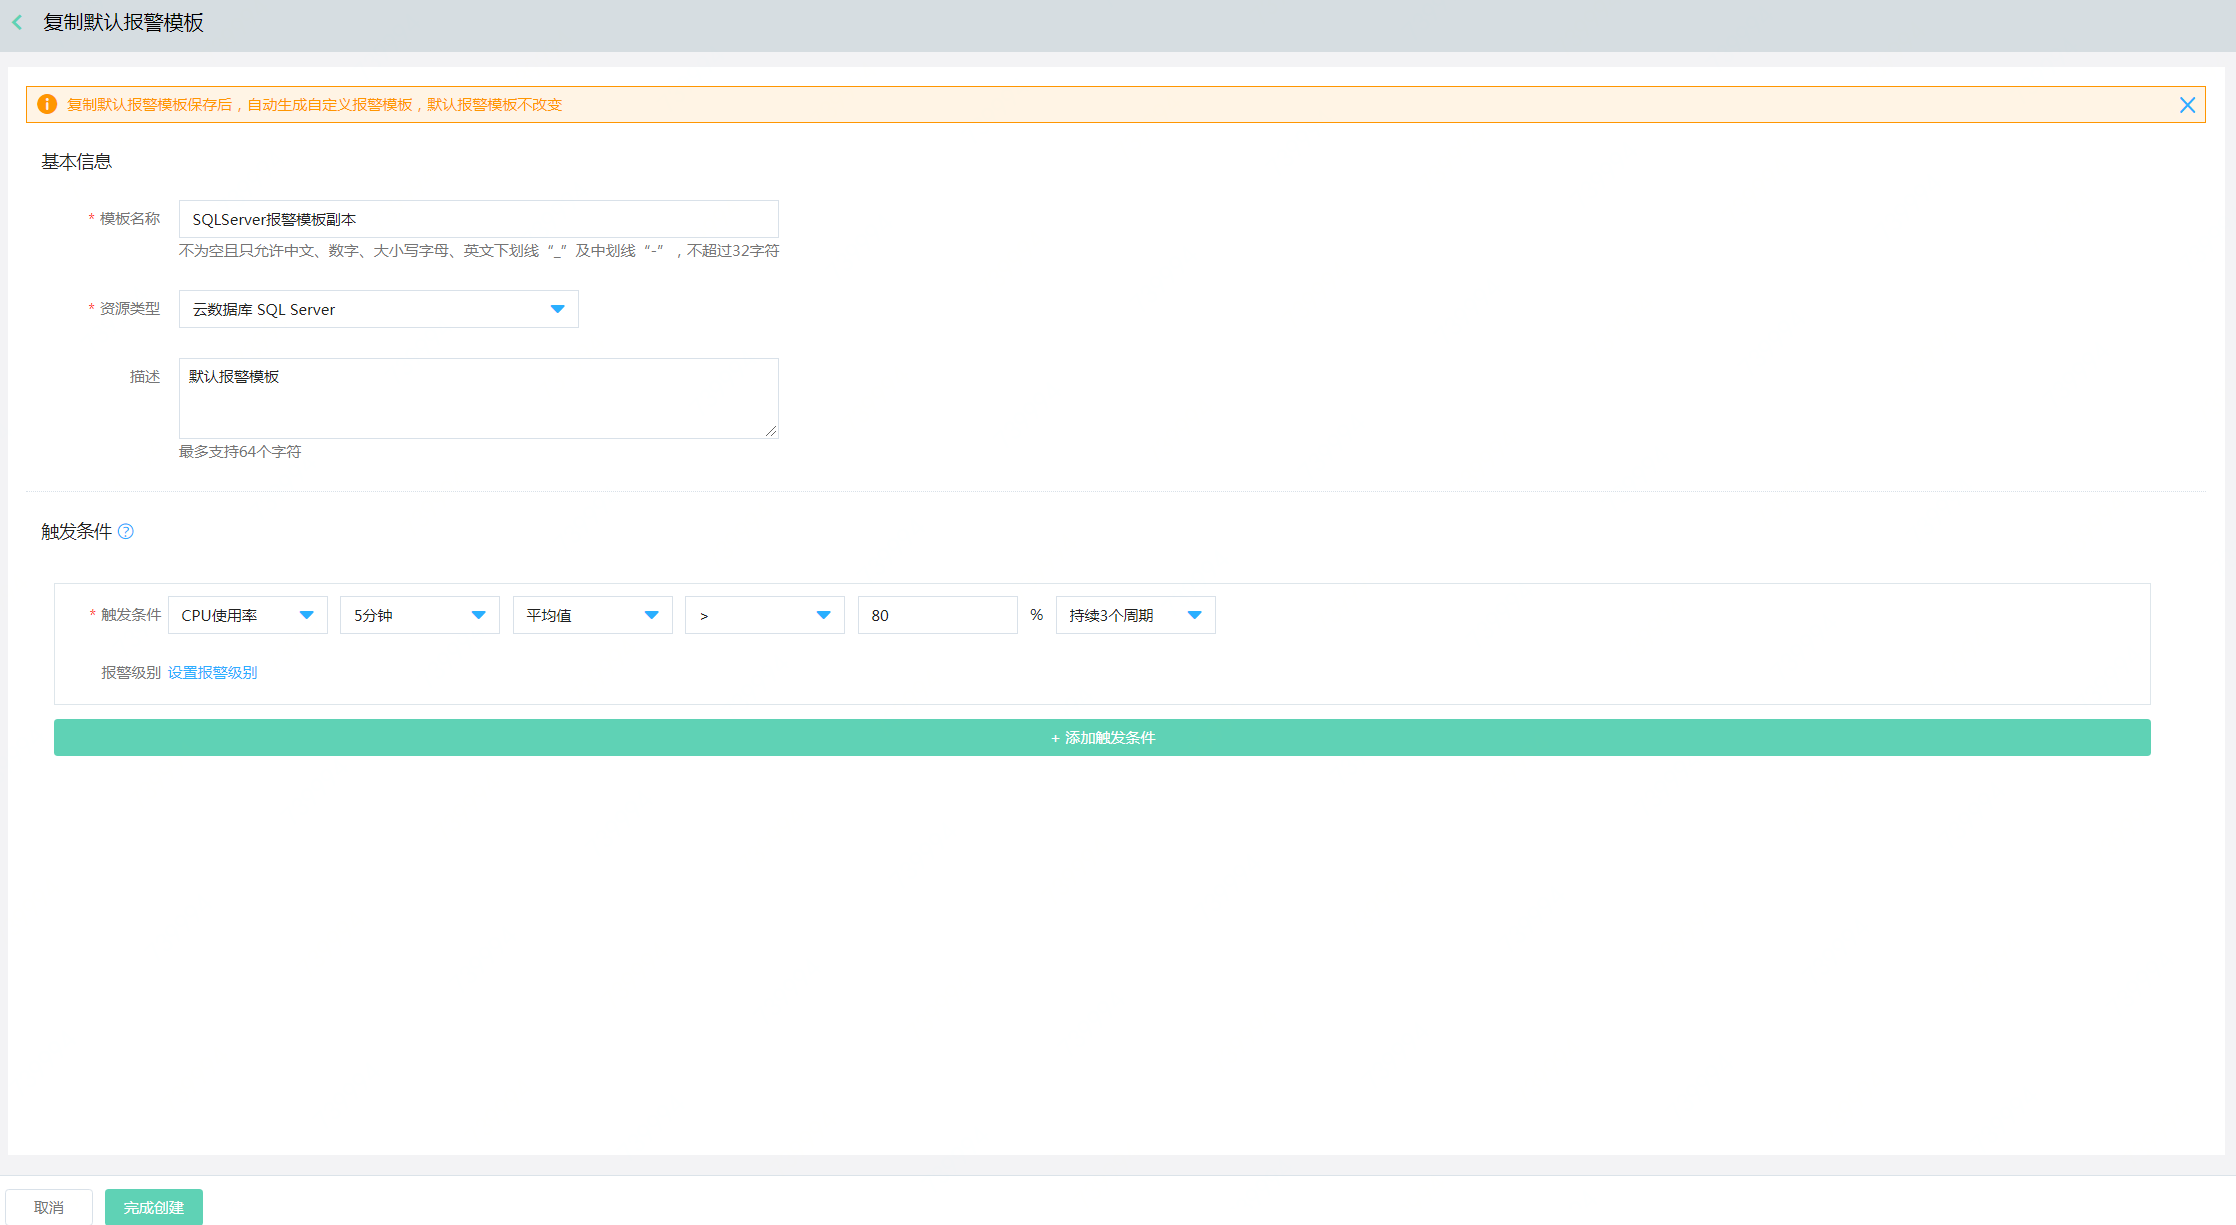 复制默认报警模板
复制默认报警模板保存后，自动生成自定义报警模板，默认报警模板不改变
基本信息
* 模板名称 SQLServer报警模板副本
不为空且只允许中文、数字、大小写字母、英文下划线“_”及中划线“-”，不超过32字符
* 资源类型 云数据库 SQL Server
描述 默认报警模板
最多支持64个字符
触发条件 ?
* 触发条件 CPU使用率 5分钟 平均值 > 80 % 持续3个周期
报警级别 设置报警级别
+ 添加触发条件
取消 完成创建